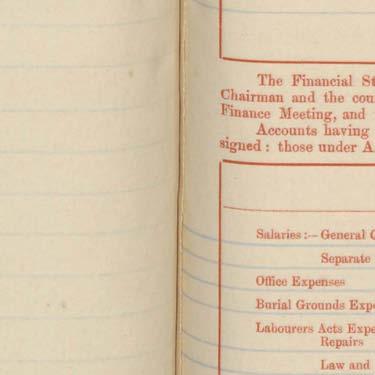 The Financial St
Chairman and the cou
Finance Meeting, and
Accounts having
signed : those under A
Salaries :— General
Separate
Office Expenses
Burial Grounds Expe
Labourers Acts Expe
Repairs
Law and